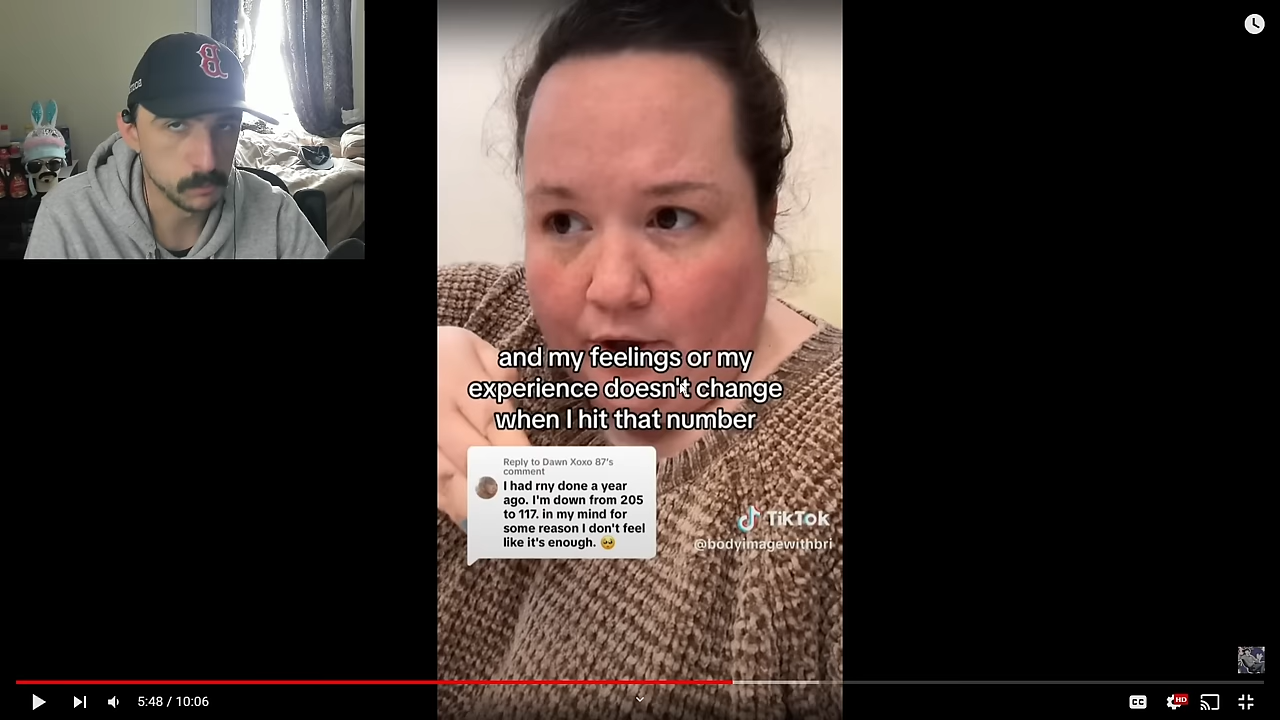 and my feelings or my
experience doesn't change
when I hit that number
Reply to Dawn Xoxo 87's
comment
I had rny done a year
ago. I'm down from 205
to 117. in my mind for
some reason I don't feel
like it's enough. 🥺
TikTok
@bodyimagewithbri
5:48 / 10:06
CC
HD